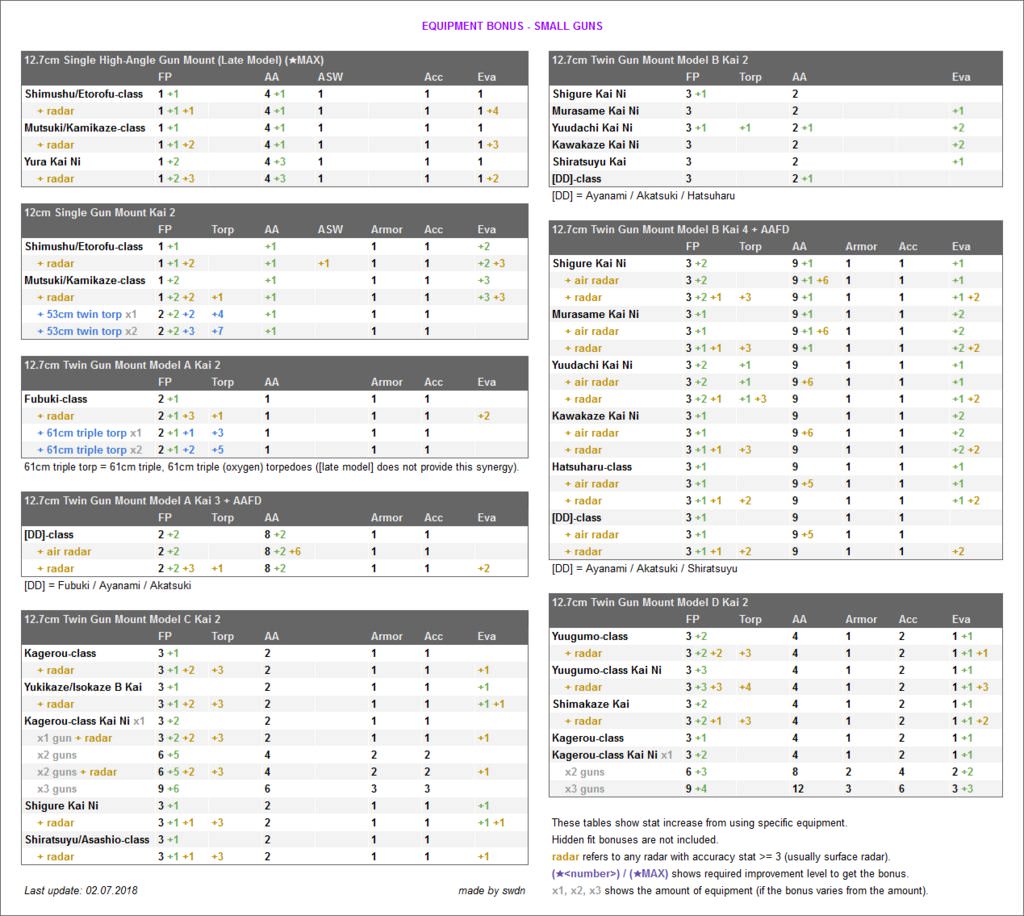 EQUIPMENT BONUS - SMALL GUNS
12.7cm Single High-Angle Gun Mount (Late Model) (★MAX)
FP AA ASW Acc Eva
Shimushu/Etorofu-class 1 +1 4 +1 1 1 1
+ radar 1 +1 +1 4 +1 1 1 1 +4
Mutsuki/Kamikaze-class 1 +1 4 +1 1 1 1
+ radar 1 +1 +2 4 +1 1 1 1 +3
Yura Kai Ni 1 +2 4 +3 1 1 1
+ radar 1 +2 +3 4 +3 1 1 1 +2
12cm Single Gun Mount Kai 2
FP Torp AA ASW Armor Acc Eva
Shimushu/Etorofu-class 1 +1 +1 1 1 +2
+ radar 1 +1 +2 +1 +1 1 1 +2 +3
Mutsuki/Kamikaze-class 1 +2 +1 1 1 +3
+ radar 1 +2 +2 +1 +1 1 1 +3 +3
+ 53cm twin torp x1 2 +2 +2 +4 +1 1 1
+ 53cm twin torp x2 2 +2 +3 +7 +1 1 1
12.7cm Twin Gun Mount Model A Kai 2
FP Torp AA Armor Acc Eva
Fubuki-class 2 +1 1 1 1
+ radar 2 +1 +3 +1 1 1 1 +2
+ 61cm triple torp x1 2 +1 +1 +3 1 1 1
+ 61cm triple torp x2 2 +1 +2 +5 1 1 1
61cm triple torp = 61cm triple, 61cm triple (oxygen) torpedoes ([late model] does not provide this synergy).
12.7cm Twin Gun Mount Model A Kai 3 + AAFD
FP Torp AA Armor Acc Eva
[DD]-class 2 +2 8 +2 1 1
+ air radar 2 +2 8 +2 +6 1 1
+ radar 2 +2 +3 +1 8 +2 1 1 +2
[DD] = Fubuki / Ayanami / Akatsuki
12.7cm Twin Gun Mount Model C Kai 2
FP Torp AA Armor Acc Eva
Kagerou-class 3 +1 2 1 1
+ radar 3 +1 +2 +3 2 1 1 +1
Yukikaze/Isokaze B Kai 3 +1 2 1 1 +1
+ radar 3 +1 +2 +3 2 1 1 +1 +1
Kagerou-class Kai Ni x1 3 +2 2 1 1
x1 gun + radar 3 +2 +2 +3 2 1 1 +1
x2 guns 6 +5 4 2 2
x2 guns + radar 6 +5 +2 +3 4 2 2 +1
x3 guns 9 +6 6 3 3
Shigure Kai Ni 3 +1 2 1 1 +1
+ radar 3 +1 +1 +3 2 1 1 +1 +1
Shiratsuyu/Asashio-class 3 +1 2 1 1
+ radar 3 +1 +1 +3 2 1 1 +1
Last update: 02.07.2018 made by swdn
12.7cm Twin Gun Mount Model B Kai 2
FP Torp AA Eva
Shigure Kai Ni 3 +1 2
Murasame Kai Ni 3 2 +1
Yuudachi Kai Ni 3 +1 +1 2 +1 +2
Kawakaze Kai Ni 3 2 +2
Shiratsuyu Kai 3 2 +1
[DD]-class 3 2 +1
[DD] = Ayanami / Akatsuki / Hatsuharu
12.7cm Twin Gun Mount Model B Kai 4 + AAFD
FP Torp AA Armor Acc Eva
Shigure Kai Ni 3 +2 9 +1 1 1 +1
+ air radar 3 +2 9 +1 +6 1 1 +1
+ radar 3 +2 +1 +3 9 +1 1 1 +1 +2
Murasame Kai Ni 3 +1 9 +1 1 1 +2
+ air radar 3 +1 9 +1 +6 1 1 +2
+ radar 3 +1 +1 +3 9 +1 1 1 +2 +2
Yuudachi Kai Ni 3 +2 +1 9 1 1 +1
+ air radar 3 +2 +1 9 +6 1 1 +1
+ radar 3 +2 +1 +1 +3 9 1 1 +1 +2
Kawakaze Kai Ni 3 +1 9 1 1 +2
+ air radar 3 +1 9 +6 1 1 +2
+ radar 3 +1 +1 +3 9 1 1 +2 +2
Hatsuharu-class 3 +1 9 1 1 +1
+ air radar 3 +1 9 +5 1 1 +1
+ radar 3 +1 +1 +2 9 1 1 +1 +2
[DD]-class 3 +1 9 1 1
+ air radar 3 +1 9 +5 1 1
+ radar 3 +1 +1 +2 9 1 1 +2
[DD] = Ayanami / Akatsuki / Shiratsuyu
12.7cm Twin Gun Mount Model D Kai 2
FP Torp AA Armor Acc Eva
Yuugumo-class 3 +2 4 1 2 1 +1
+ radar 3 +2 +2 +3 4 1 2 1 +1 +1
Yuugumo-class Kai Ni 3 +3 4 1 2 1 +1
+ radar 3 +3 +3 +4 4 1 2 1 +1 +3
Shimakaze Kai 3 +2 4 1 2 1 +1
+ radar 3 +2 +1 +3 4 1 2 1 +1 +2
Kagerou-class 3 +1 4 1 2 1 +1
Kagerou-class Kai Ni x1 3 +2 4 1 2 1 +1
x2 guns 6 +3 8 2 4 2 +2
x3 guns 9 +4 12 3 6 3 +3
These tables show stat increase from using specific equipment.
Hidden fit bonuses are not included.
radar refers to any radar with accuracy stat >= 3 (usually surface radar).
(★<number>) / (★MAX) shows required improvement level to get the bonus.
x1, x2, x3 shows the amount of equipment (if the bonus varies from the amount).